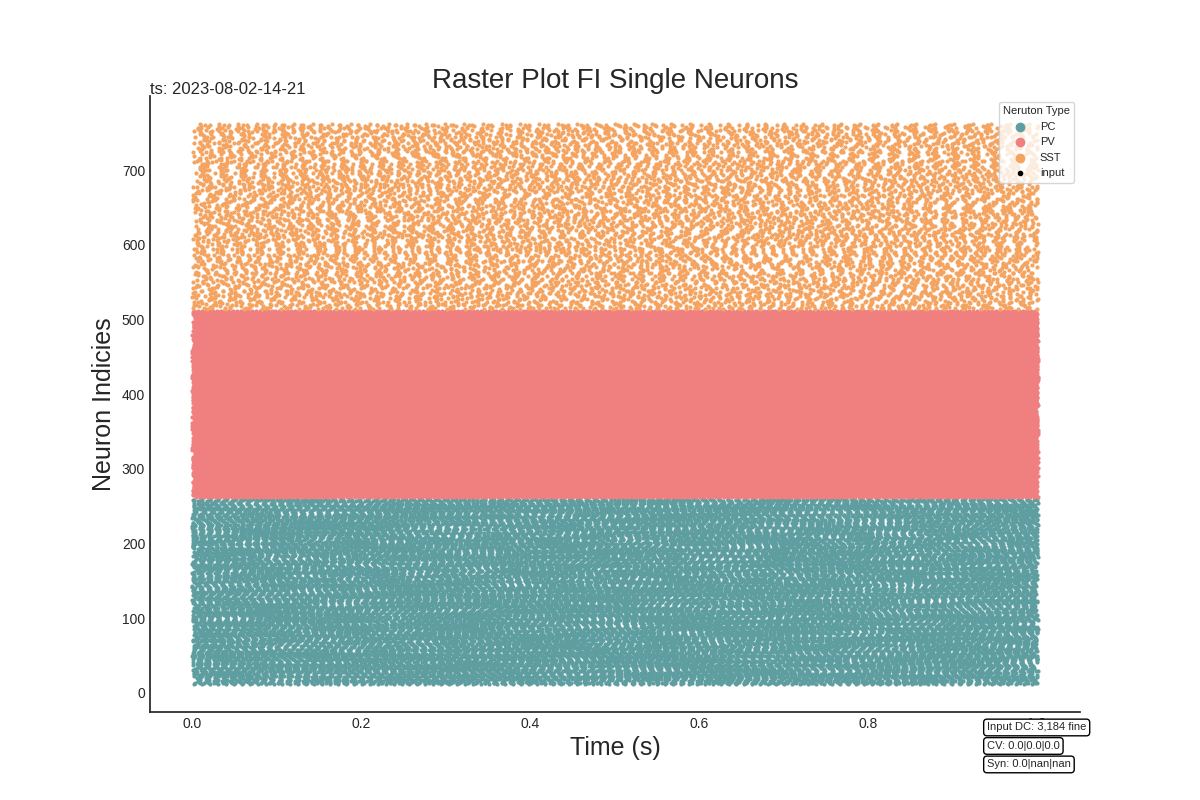 Raster Plot FI Single Neurons
ts: 2023-08-02-14-21
Neruton Type
PC
PV
SST
input
700
600
500
400
300
200
100
0
Neuron Indicies
0.0 0.2 0.4 0.6 0.8
Time (s)
Input DC: 3,184 fine
CV: 0.0|0.0|0.0
Syn: 0.0|nan|nan